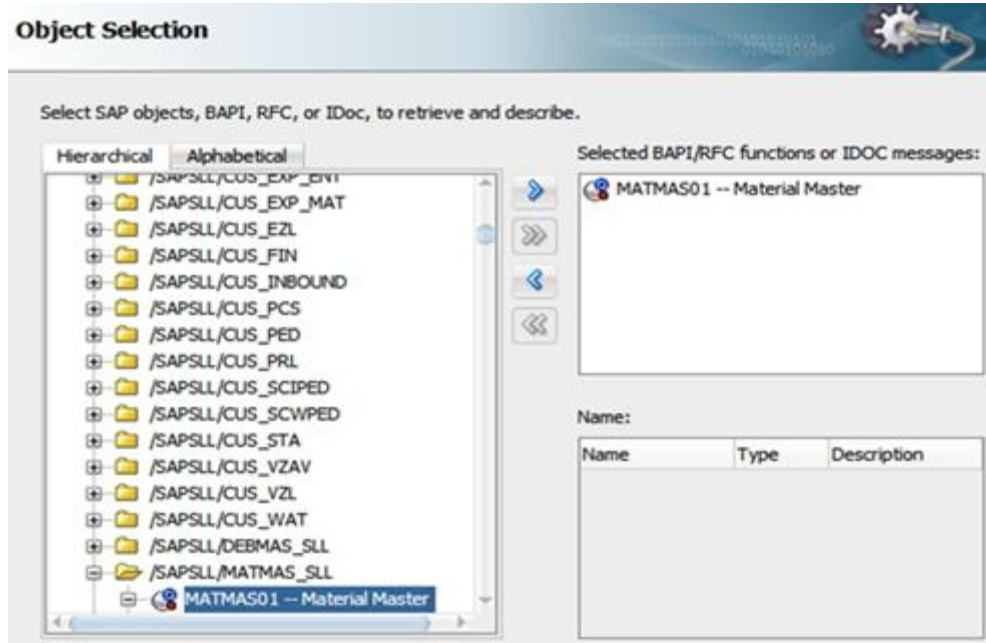 Object Selection
Select SAP objects, BAPI, RFC, or IDoc, to retrieve and describe.
Hierarchical
Alphabetical
/SAPSLL/CUS_EXP_ENT
/SAPSLL/CUS_EXP_MAT
/SAPSLL/CUS_EZL
/SAPSLL/CUS_FIN
/SAPSLL/CUS_INBOUND
/SAPSLL/CUS_PCS
/SAPSLL/CUS_PED
/SAPSLL/CUS_PRL
/SAPSLL/CUS_SCIPED
/SAPSLL/CUS_SCWPED
/SAPSLL/CUS_STA
/SAPSLL/CUS_VZAV
/SAPSLL/CUS_VZL
/SAPSLL/CUS_WAT
/SAPSLL/DEBMAS_SLL
/SAPSLL/MATMAS_SLL
MATMAS01 -- Material Master
Selected BAPI/RFC functions or IDOC messages:
MATMAS01 -- Material Master
Name:
Name Type Description